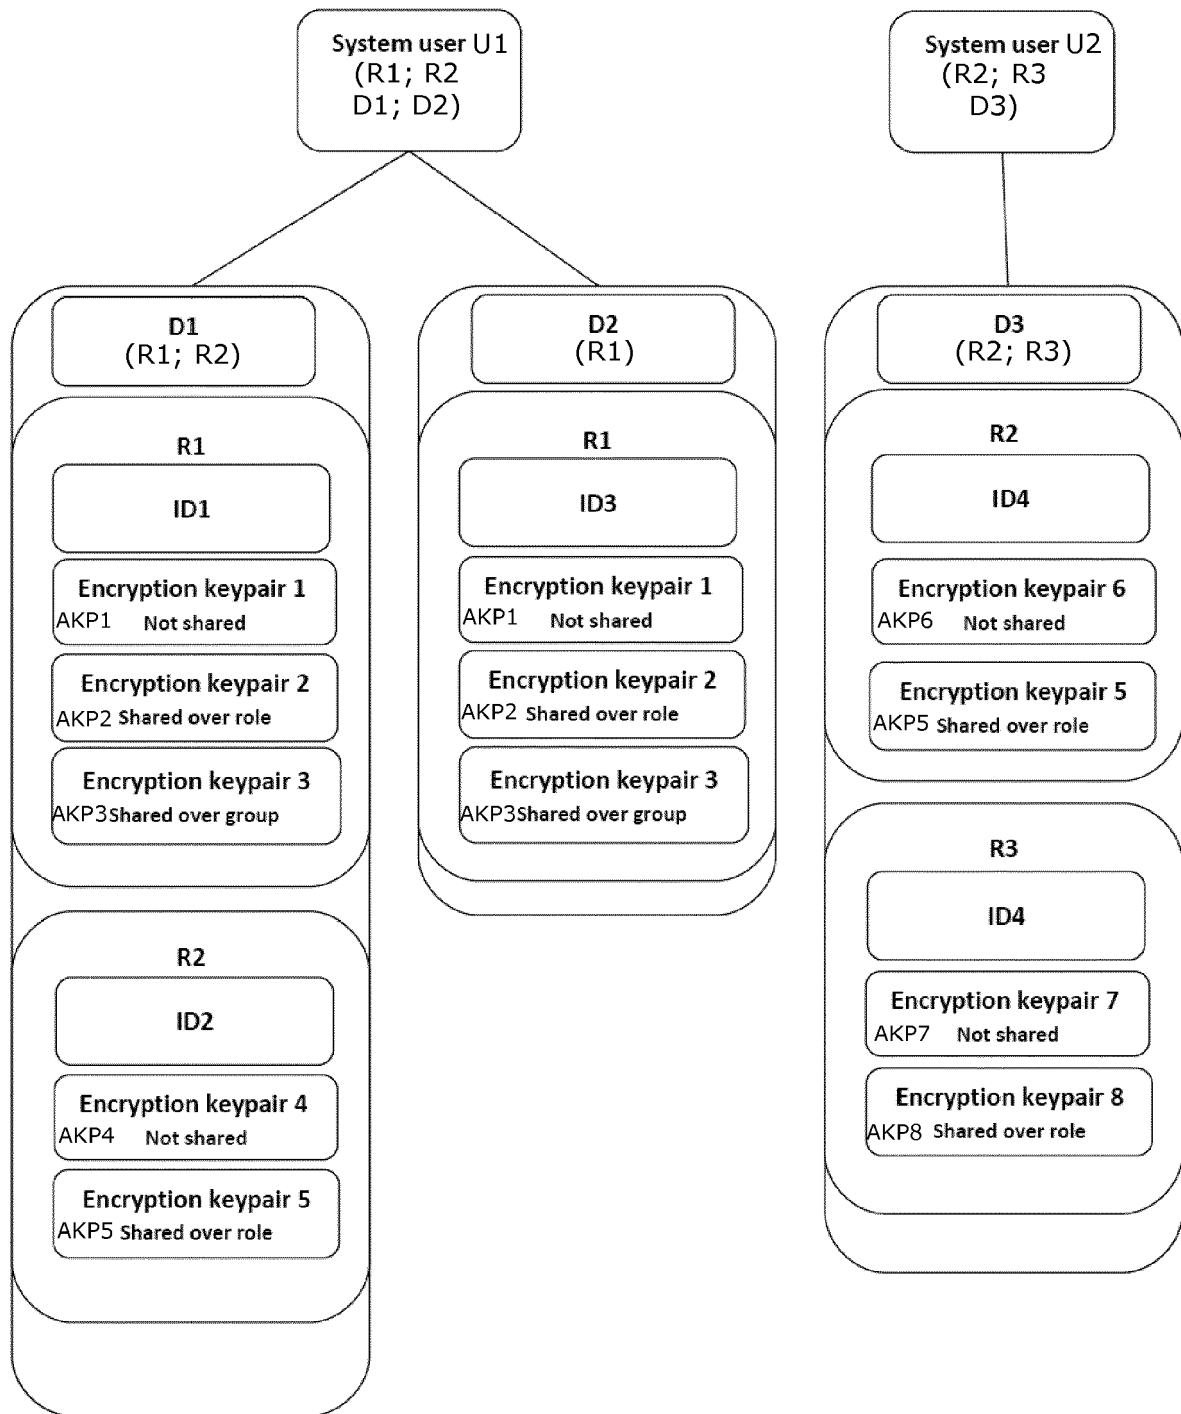 System user U1
(R1; R2
D1; D2)
System user U2
(R2; R3
D3)
D1
(R1; R2)
R1
ID1
Encryption keypair 1
AKP1 Not shared
Encryption keypair 2
AKP2 Shared over role
Encryption keypair 3
AKP3 Shared over group
R2
ID2
Encryption keypair 4
AKP4 Not shared
Encryption keypair 5
AKP5 Shared over role
D2
(R1)
R1
ID3
Encryption keypair 1
AKP1 Not shared
Encryption keypair 2
AKP2 Shared over role
Encryption keypair 3
AKP3 Shared over group
D3
(R2; R3)
R2
ID4
Encryption keypair 6
AKP6 Not shared
Encryption keypair 5
AKP5 Shared over role
R3
ID4
Encryption keypair 7
AKP7 Not shared
Encryption keypair 8
AKP8 Shared over role